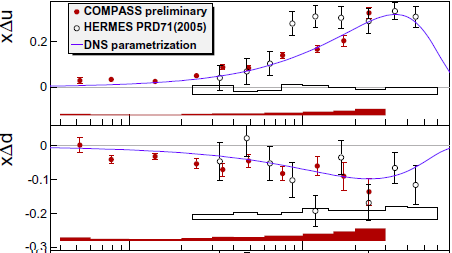 COMPASS preliminary
HERMES PRD71(2005)
DNS parametrization
xΔu
0.2
0
xΔd
0
-0.1
-0.2
-0.3